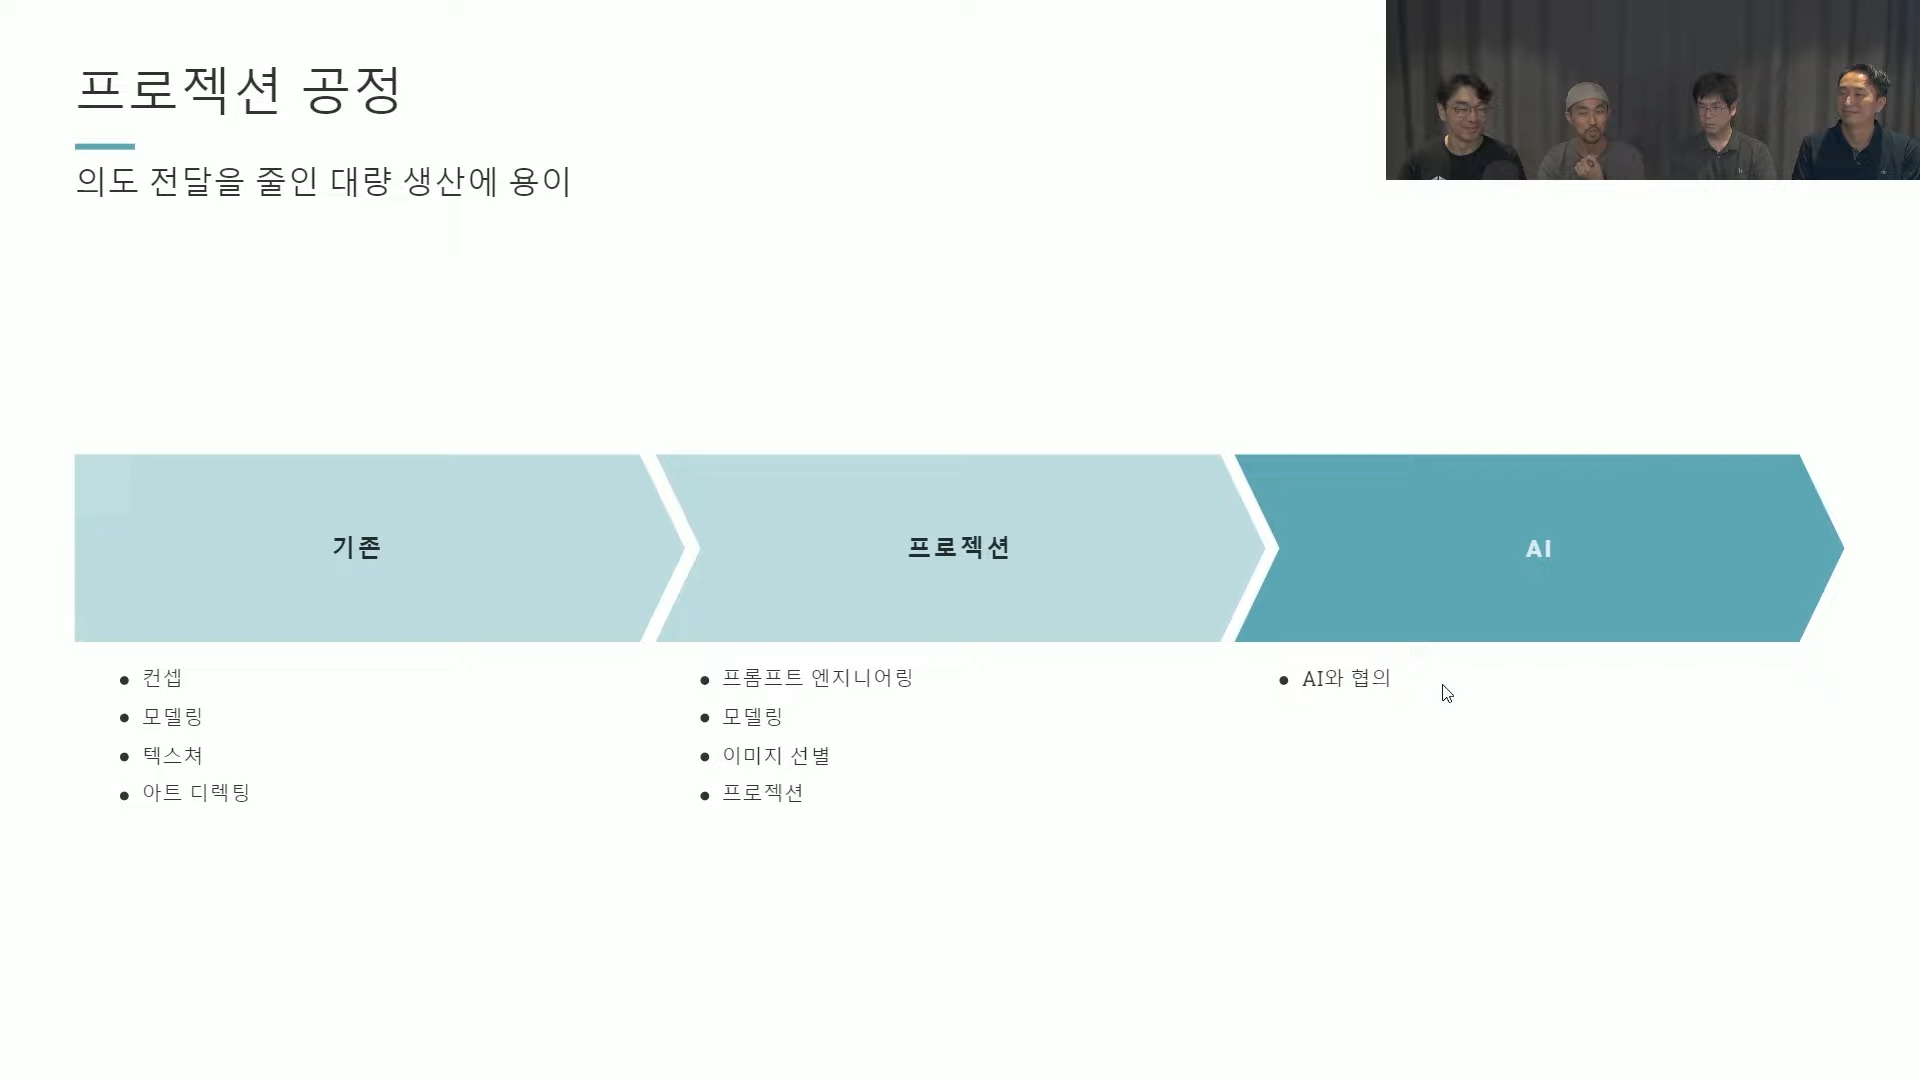 프로젝션 공정
의도 전달을 줄인 대량 생산에 용이
기존
프로젝션
AI
컨셉
모델링
텍스쳐
아트 디렉팅
프롬프트 엔지니어링
모델링
이미지 선별
프로젝션
AI와 협의